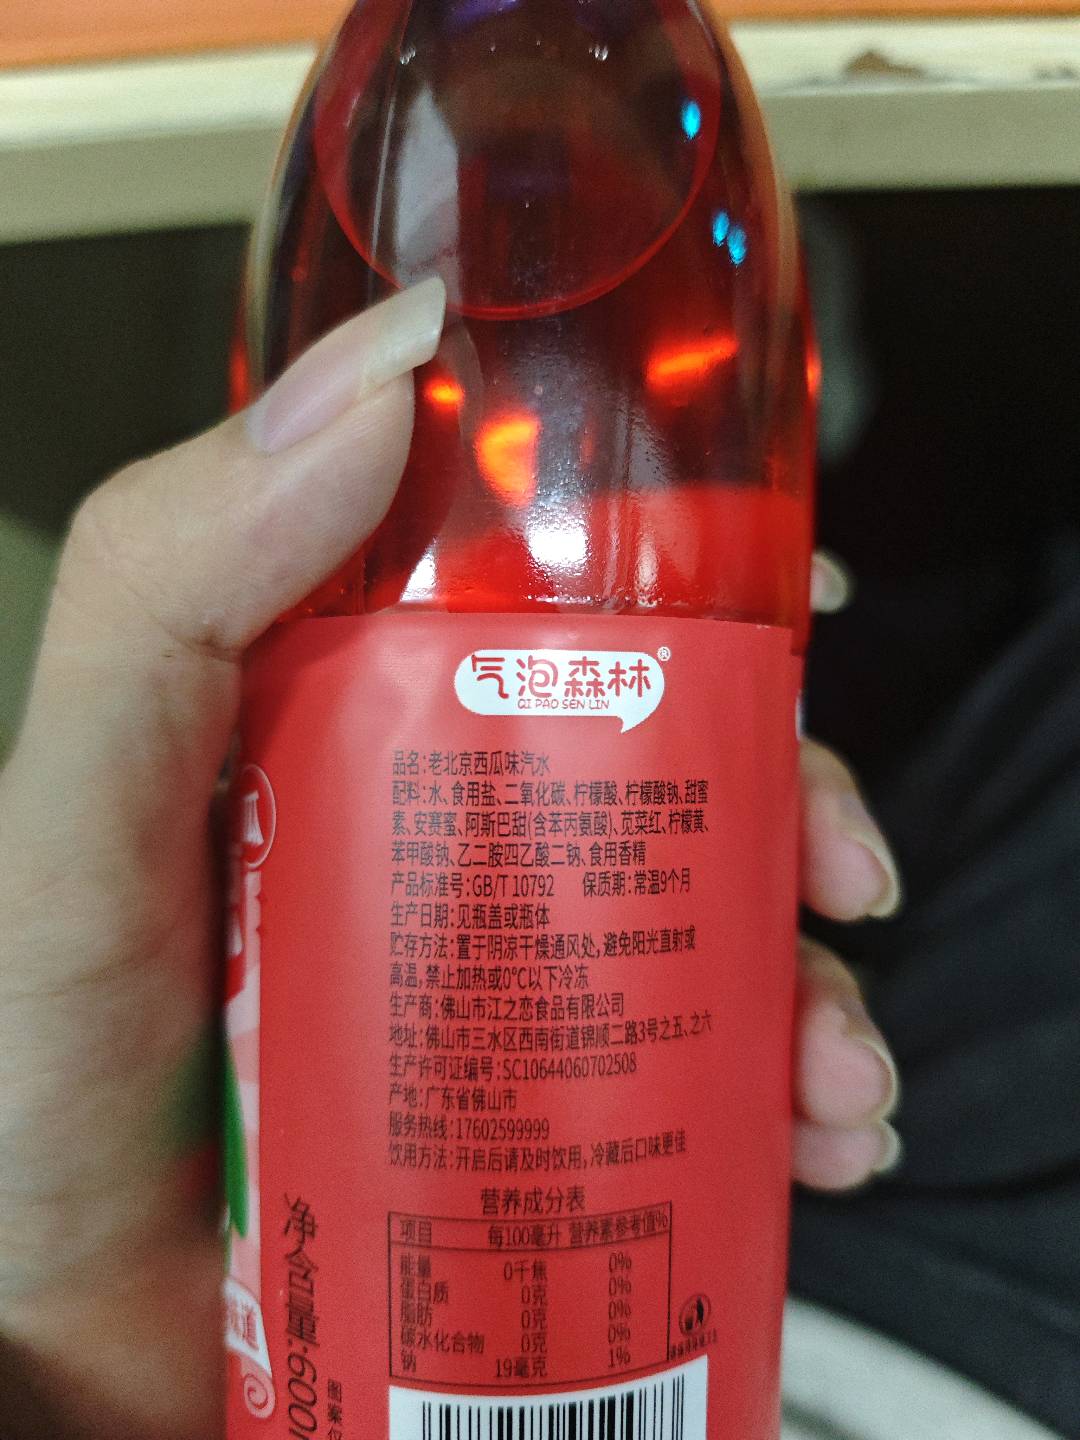 气泡森林®
QI PAO SEN LIN
品名:老北京西瓜味汽水
配料:水、食用盐、二氧化碳、柠檬酸、柠檬酸钠、甜蜜
素、安赛蜜、阿斯巴甜(含苯丙氨酸)、苋菜红、柠檬黄、
苯甲酸钠、乙二胺四乙酸二钠、食用香精
产品标准号:GB/T 10792 保质期:常温9个月
生产日期:见瓶盖或瓶体
贮存方法:置于阴凉干燥通风处,避免阳光直射或
高温,禁止加热或0°C以下冷冻
生产商:佛山市江之恋食品有限公司
地址:佛山市三水区西南街道锦顺二路3号之五、之六
生产许可证编号:SC10644060702508
产地:广东省佛山市
服务热线:17602599999
饮用方法:开启后请及时饮用,冷藏后口味更佳
营养成分表
项目 每100毫升 营养素参考值%
能量 0千焦 0%
蛋白质 0克 0%
脂肪 0克 0%
碳水化合物 0克 0%
钠 19毫克 1%
净含量:600
图案仅
瓜
味道